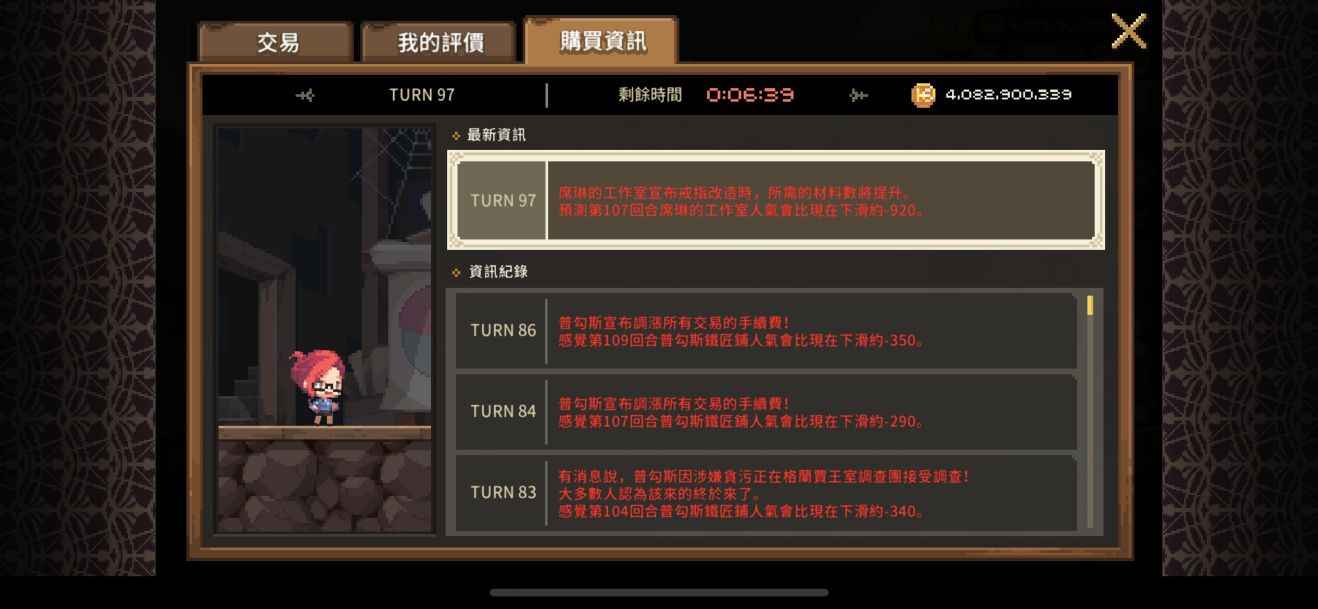 交易
我的評價
購買資訊
TURN 97
剩餘時間
0:06:39
4.082.900.339
最新資訊
TURN 97
席琳的工作室宣布戒指改造時，所需的材料數將提升。
預測第107回合席琳的工作室人氣會比現在下滑約-920。
資訊紀錄
TURN 86
普勾斯宣布調漲所有交易的手續費!
感覺第109回合普勾斯鐵匠鋪人氣會比現在下滑約-350。
TURN 84
普勾斯宣布調漲所有交易的手續費!
感覺第107回合普勾斯鐵匠鋪人氣會比現在下滑約-290。
TURN 83
有消息說，普勾斯因涉嫌貪污正在格蘭賈王室調查團接受調查!
大多數人認為該來的終於來了。
感覺第104回合普勾斯鐵匠鋪人氣會比現在下滑約-340。